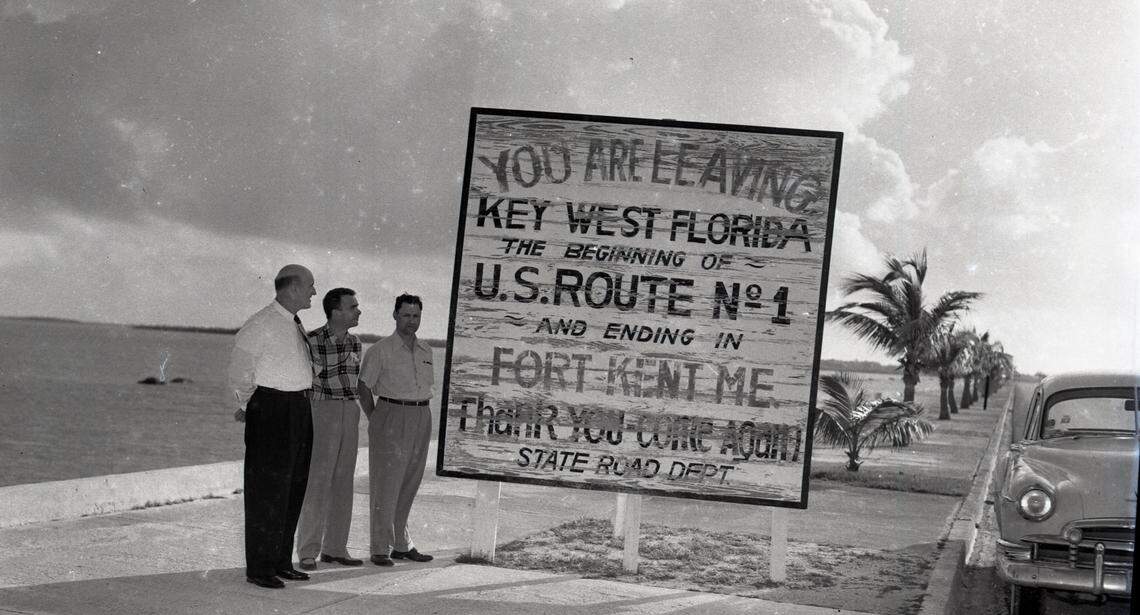 YOU ARE LEAVING
KEY WEST FLORIDA
THE BEGINNING OF ~
U.S. ROUTE Nº 1
~ AND ENDING IN
FORT KENT ME.
Thank You Come Again
STATE ROAD DEPT.